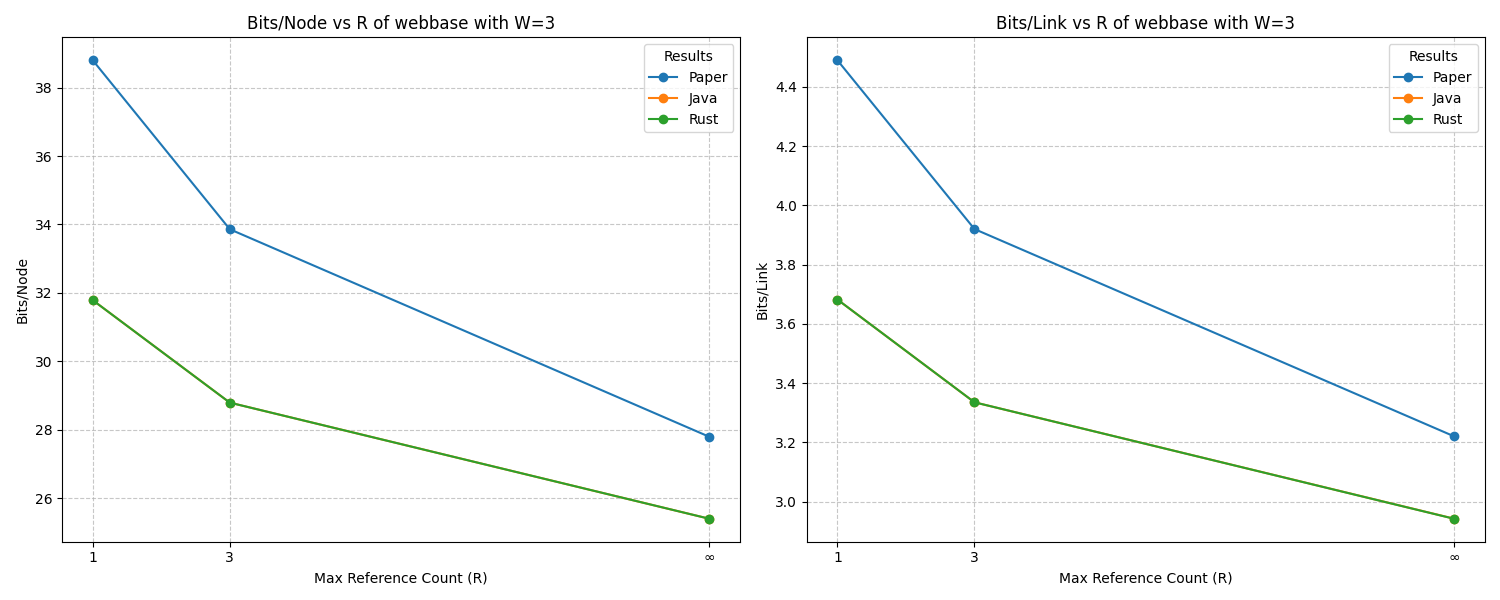 Bits/Node vs R of webbase with W=3
Results
Paper
Java
Rust
38
36
34
32
30
28
26
Bits/Node
1
3
∞
Max Reference Count (R)
Bits/Link vs R of webbase with W=3
Results
Paper
Java
Rust
4.4
4.2
4.0
3.8
3.6
3.4
3.2
3.0
Bits/Link
1
3
∞
Max Reference Count (R)